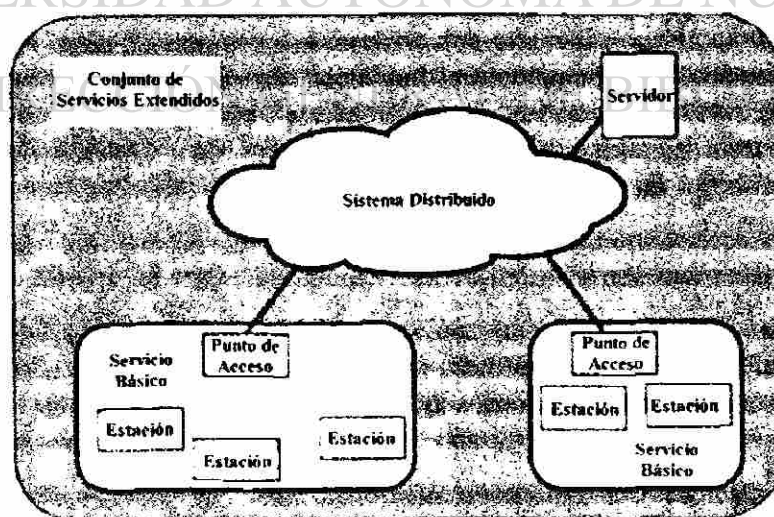 Conjunto de
Servicios Extendidos
Servidor
Sistema Distribuido
Servicio
Básico
Punto de
Acceso
Estación
Estación
Estación
Punto de
Acceso
Estación
Estación
Servicio
Básico